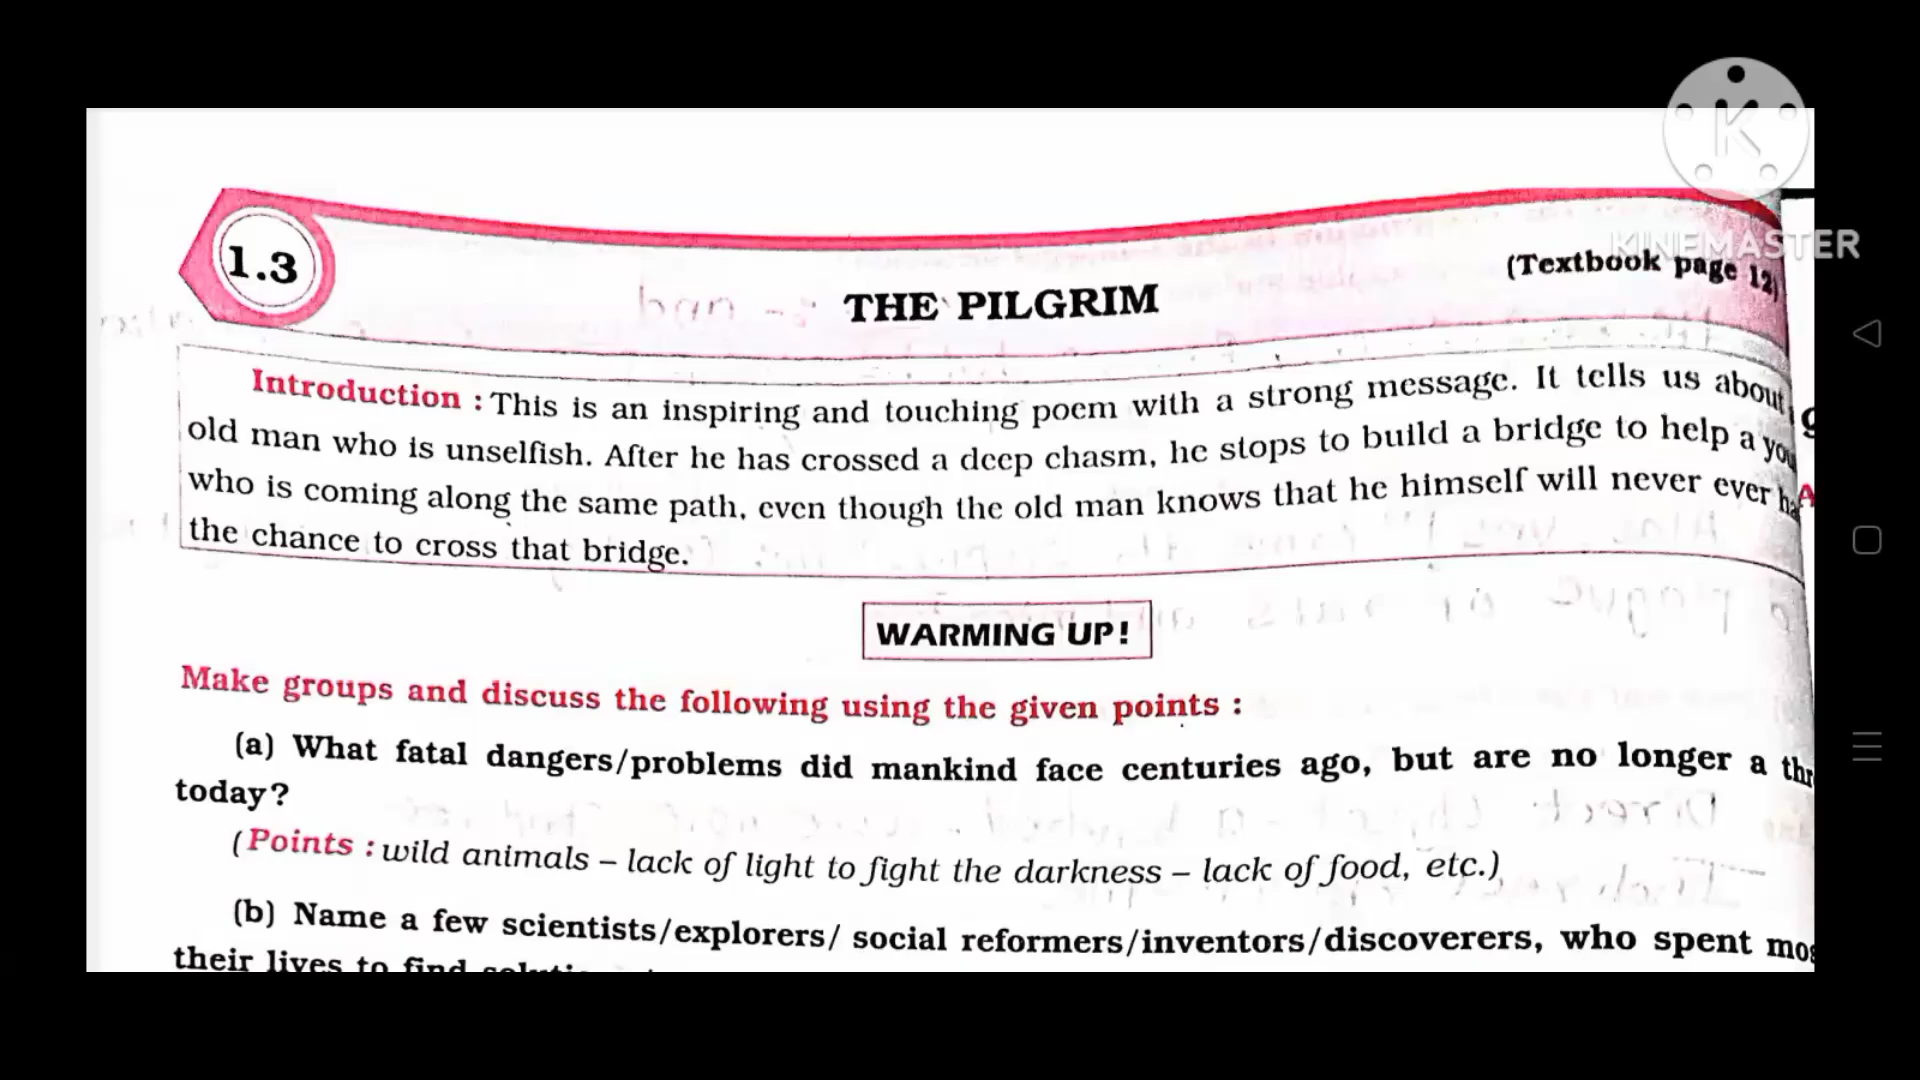 KINEMASTER
1.3
(Textbook page 12)
THE PILGRIM
Introduction : This is an inspiring and touching poem with a strong message. It tells us about
old man who is unselfish. After he has crossed a deep chasm, he stops to build a bridge to help a
who is coming along the same path, even though the old man knows that he himself will never ever
the chance to cross that bridge.
WARMING UP!
Make groups and discuss the following using the given points :
(a) What fatal dangers/problems did mankind face centuries ago, but are no longer a
today?
(Points : wild animals – lack of light to fight the darkness – lack of food, etc.)
(b) Name a few scientists/explorers/ social reformers/inventors/discoverers, who spent
their lives to find